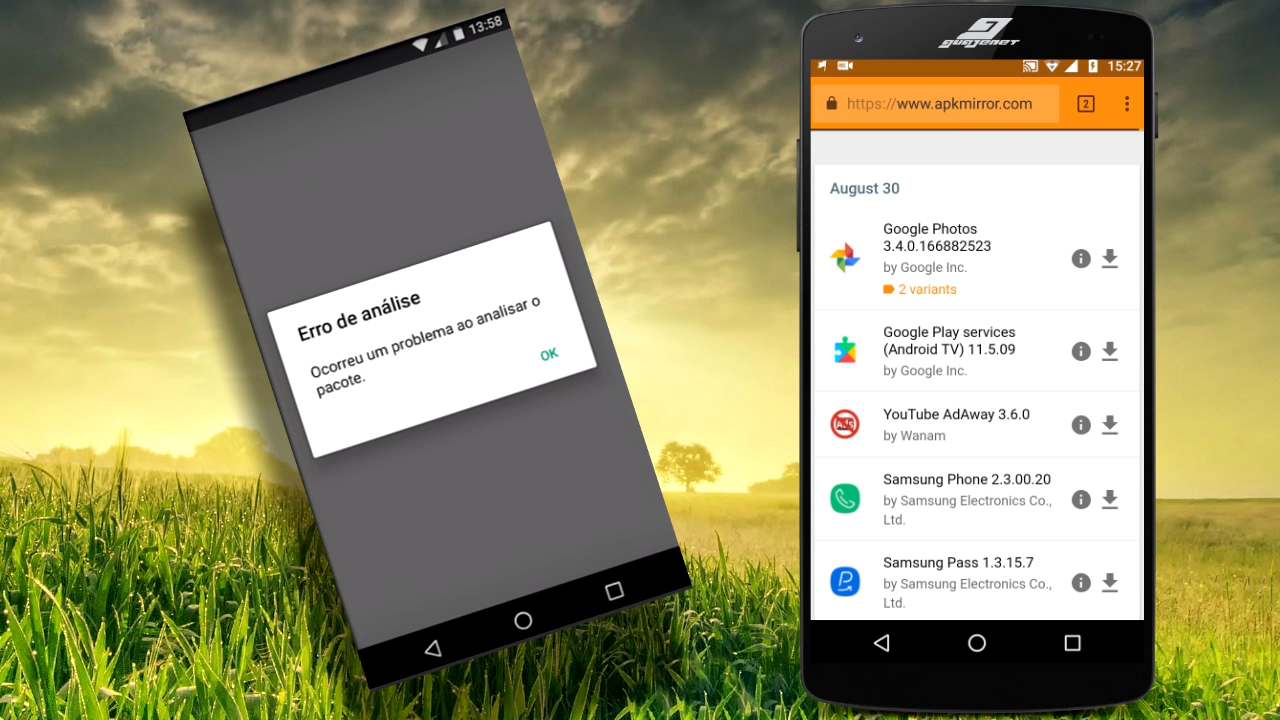 13:58
Erro de análise
Ocorreu um problema ao analisar o
pacote.
OK
15:27
https://www.apkmirror.com
2
August 30
Google Photos
3.4.0.166882523
by Google Inc.
2 variants
Google Play services
(Android TV) 11.5.09
by Google Inc.
YouTube AdAway 3.6.0
by Wanam
Samsung Phone 2.3.00.20
by Samsung Electronics Co.,
Ltd.
Samsung Pass 1.3.15.7
by Samsung Electronics Co.,
Ltd.